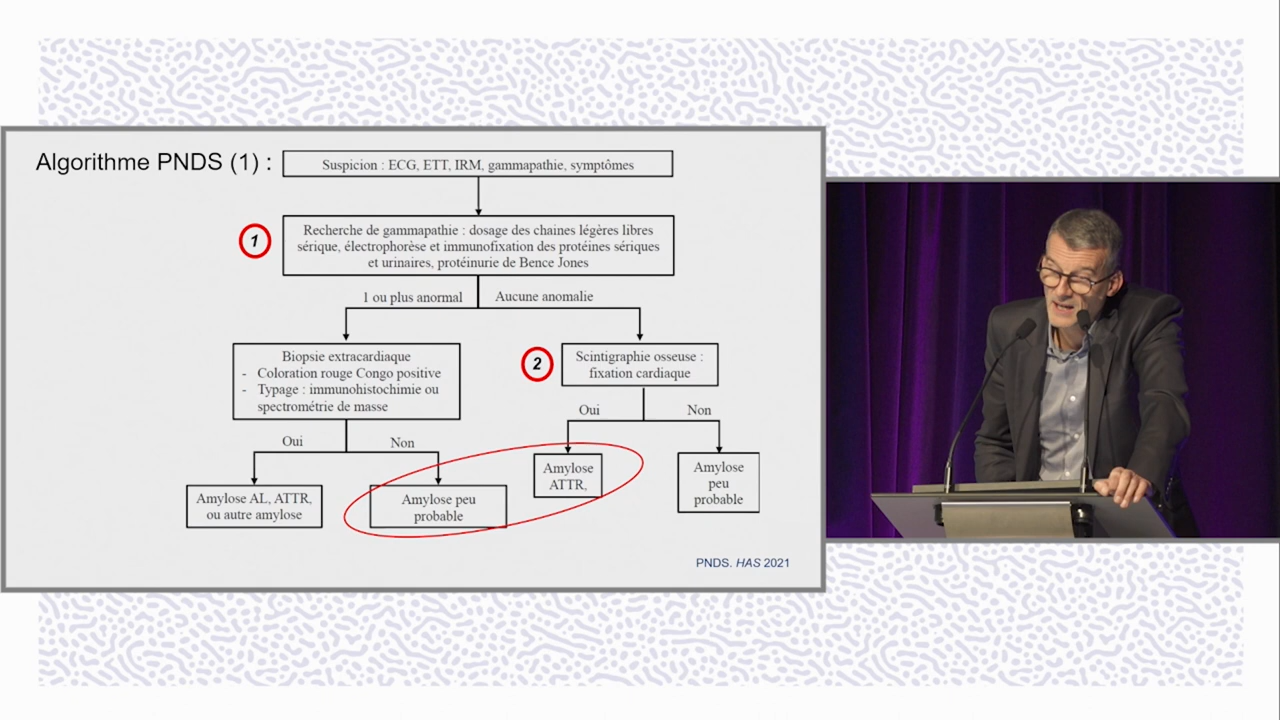 Algorithme PNDS (1) :
Suspicion : ECG, ETT, IRM, gammapathie, symptômes
1
Recherche de gammapathie : dosage des chaines légères libres
sérique, électrophorèse et immunofixation des protéines sériques
et urinaires, protéinurie de Bence Jones
1 ou plus anormal
Aucune anomalie
Biopsie extracardiaque
- Coloration rouge Congo positive
- Typage : immunohistochimie ou
spectrométrie de masse
2
Scintigraphie osseuse :
fixation cardiaque
Oui
Non
Oui
Non
Amylose AL, ATTR,
ou autre amylose
Amylose peu
probable
Amylose
ATTR,
Amylose
peu
probable
PNDS. HAS 2021